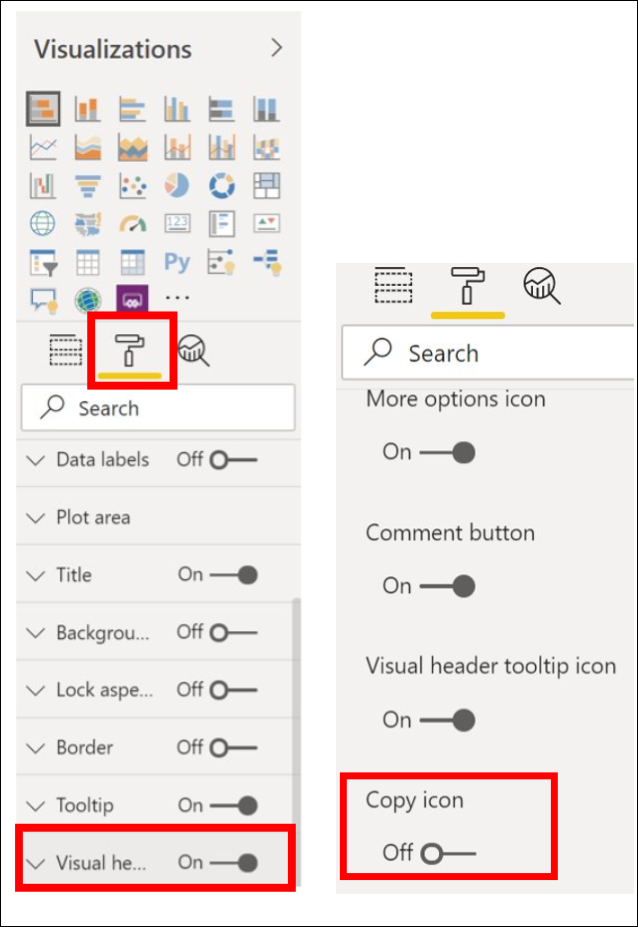 Visualizations
123
Py
Search
Data labels Off
Plot area
Title On
Backgrou... Off
Lock aspe... Off
Border Off
Tooltip On
Visual he... On
Search
More options icon
On
Comment button
On
Visual header tooltip icon
On
Copy icon
Off